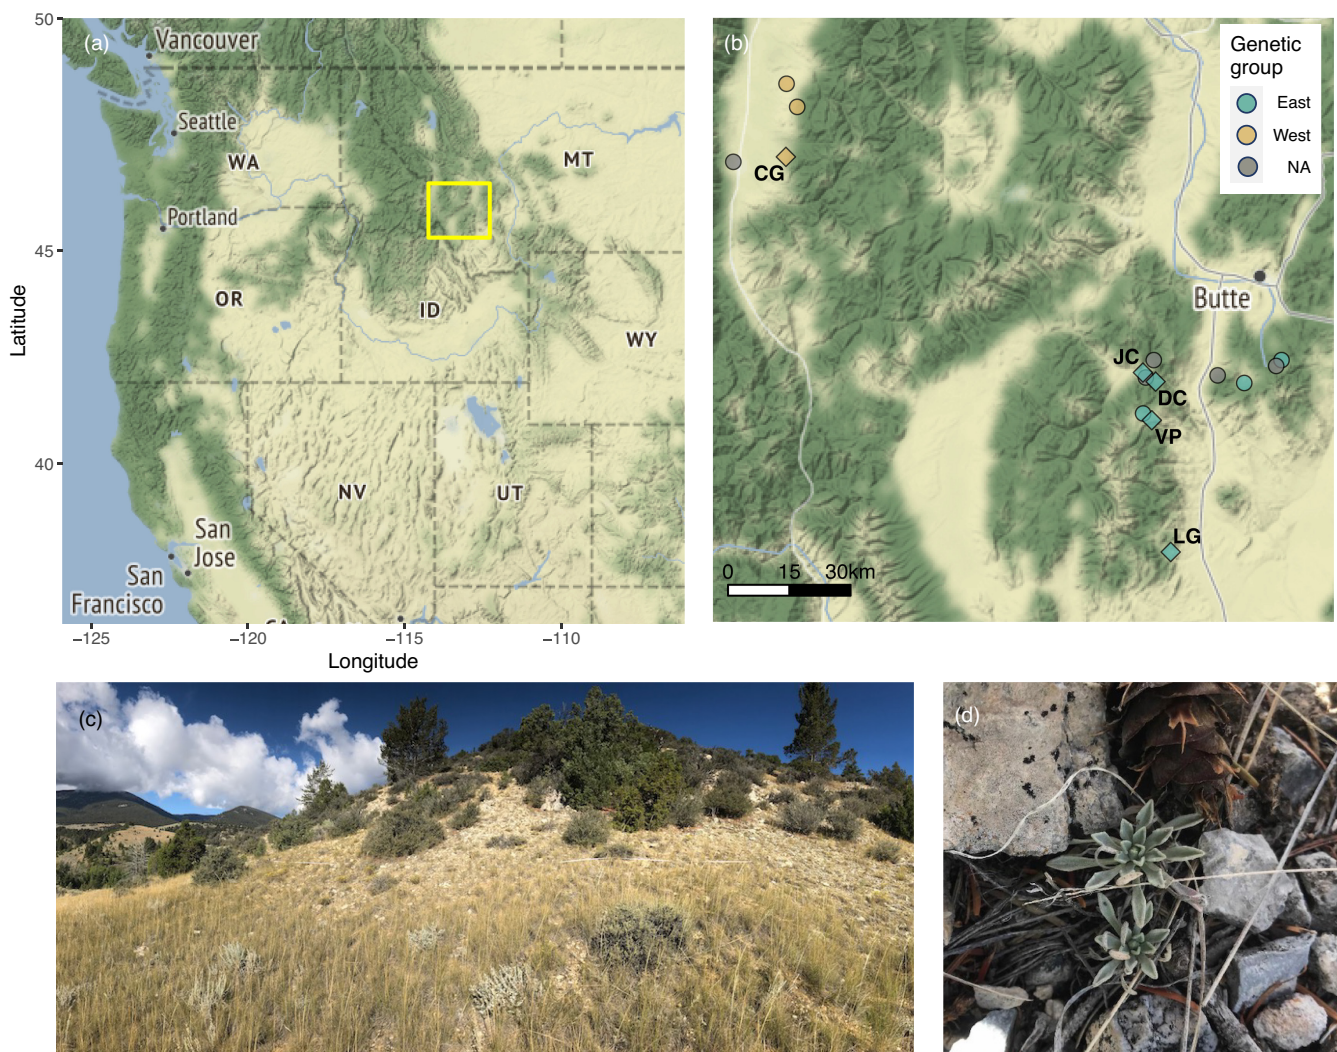 50
(a)
Vancouver
Seattle
WA
MT
Portland
45
OR
ID
WY
Latitude
40
NV
UT
San
Jose
San
Francisco
CA
−125
−120
−115
−110
Longitude
(b)
Genetic
group
East
West
NA
CG
Butte
JC
DC
VP
LG
0
15
30km
(c)
(d)